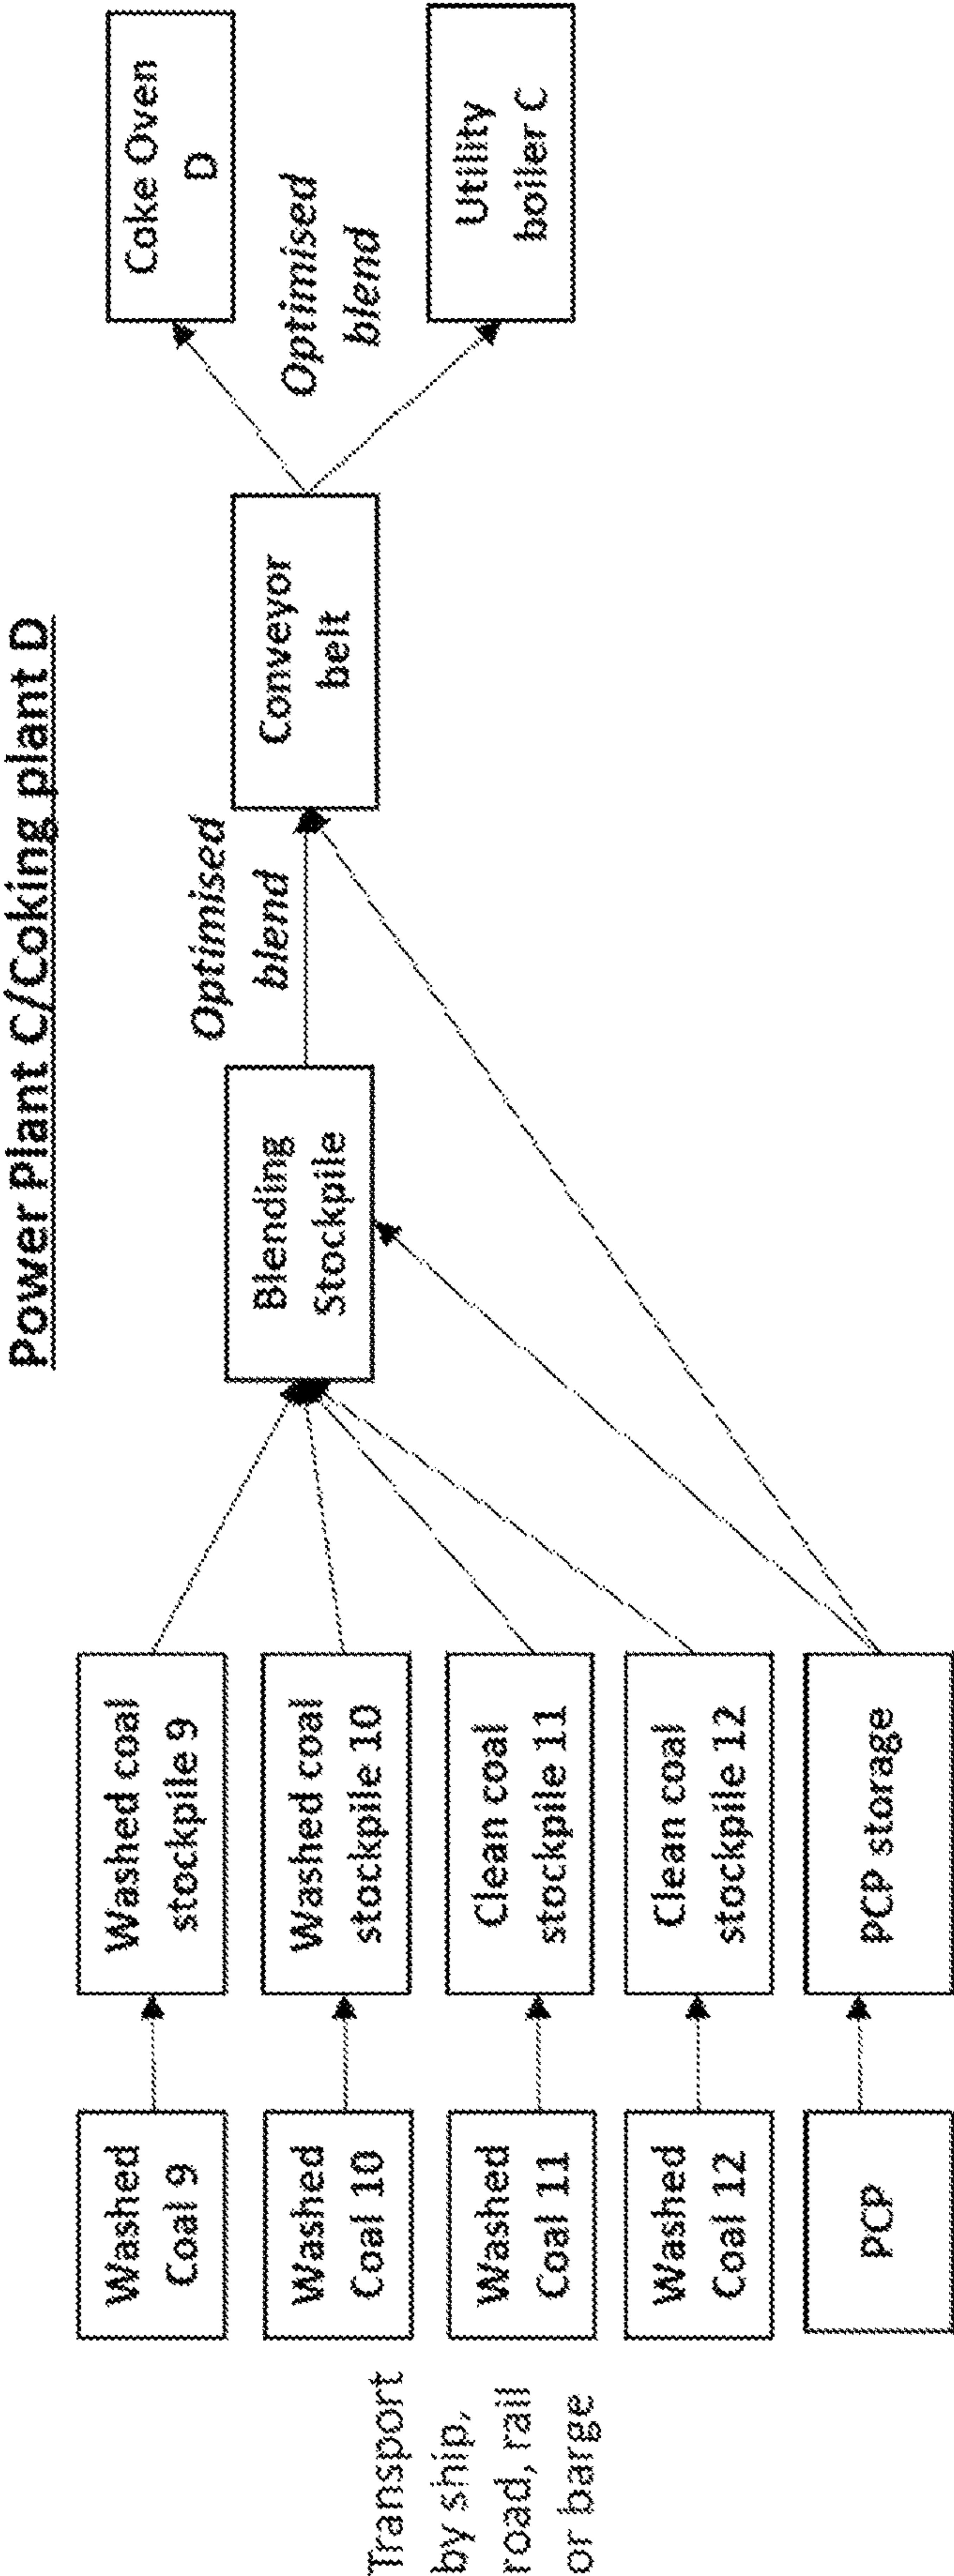 Power Plant C/Coking plant D
Transport
by ship,
road, rail
or barge
Washed
Coal 9
Washed
Coal 10
Washed
Coal 11
Washed
Coal 12
PCP
Washed coal
stockpile 9
Washed coal
stockpile 10
Clean coal
stockpile 11
Clean coal
stockpile 12
PCP storage
Blending
Stockpile
Optimised
blend
Conveyor
belt
Optimised
blend
Coke Oven
D
Utility
boiler C